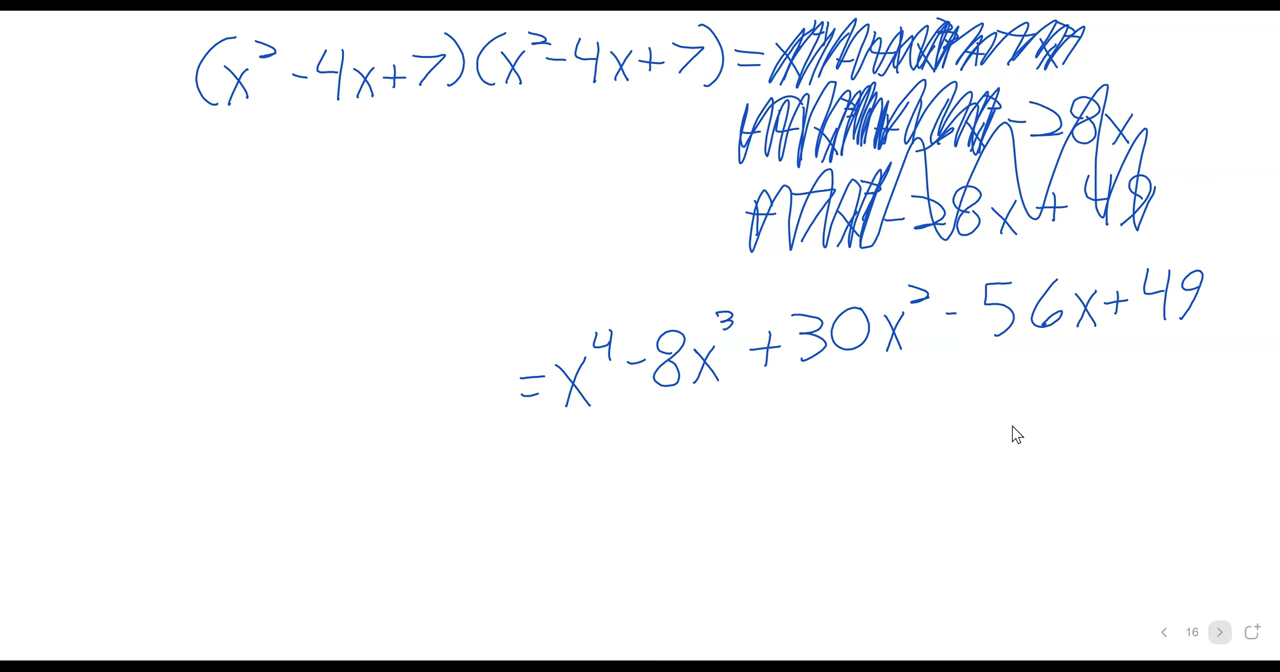 (x² - 4x + 7)(x² - 4x + 7) =
- 28x
- 28x + 49
= x⁴ - 8x³ + 30x² - 56x + 49
16